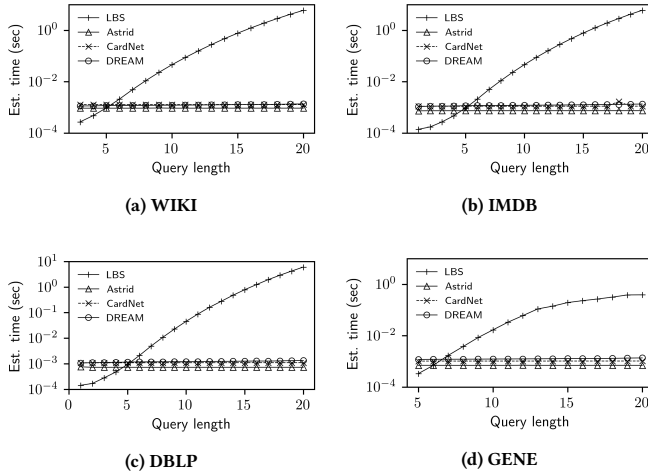 10^0
10^-2
10^-4
Est. time (sec)
LBS
Astrid
CardNet
DREAM
5 10 15 20
Query length
(a) WIKI
10^0
10^-2
10^-4
Est. time (sec)
LBS
Astrid
CardNet
DREAM
5 10 15 20
Query length
(b) IMDB
10^1
10^0
10^-1
10^-2
10^-3
10^-4
Est. time (sec)
LBS
Astrid
CardNet
DREAM
0 5 10 15 20
Query length
(c) DBLP
10^0
10^-2
10^-4
Est. time (sec)
LBS
Astrid
CardNet
DREAM
5 10 15 20
Query length
(d) GENE